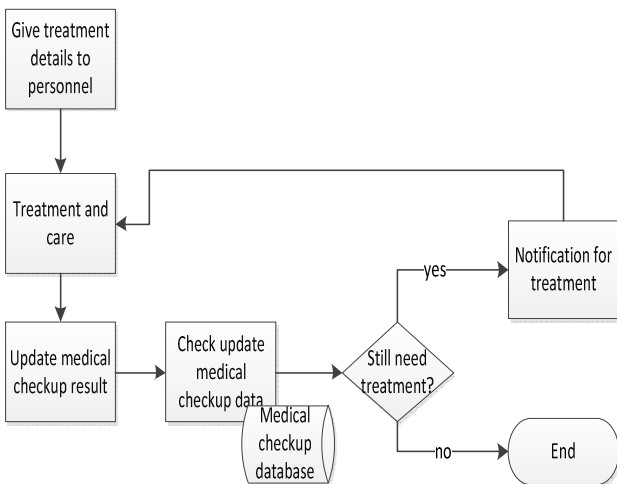 Give treatment
details to
personnel
Treatment and
care
Notification for
treatment
yes
Update medical
checkup result
Check update
medical
checkup data
Still need
treatment?
Medical
checkup
database
no
End